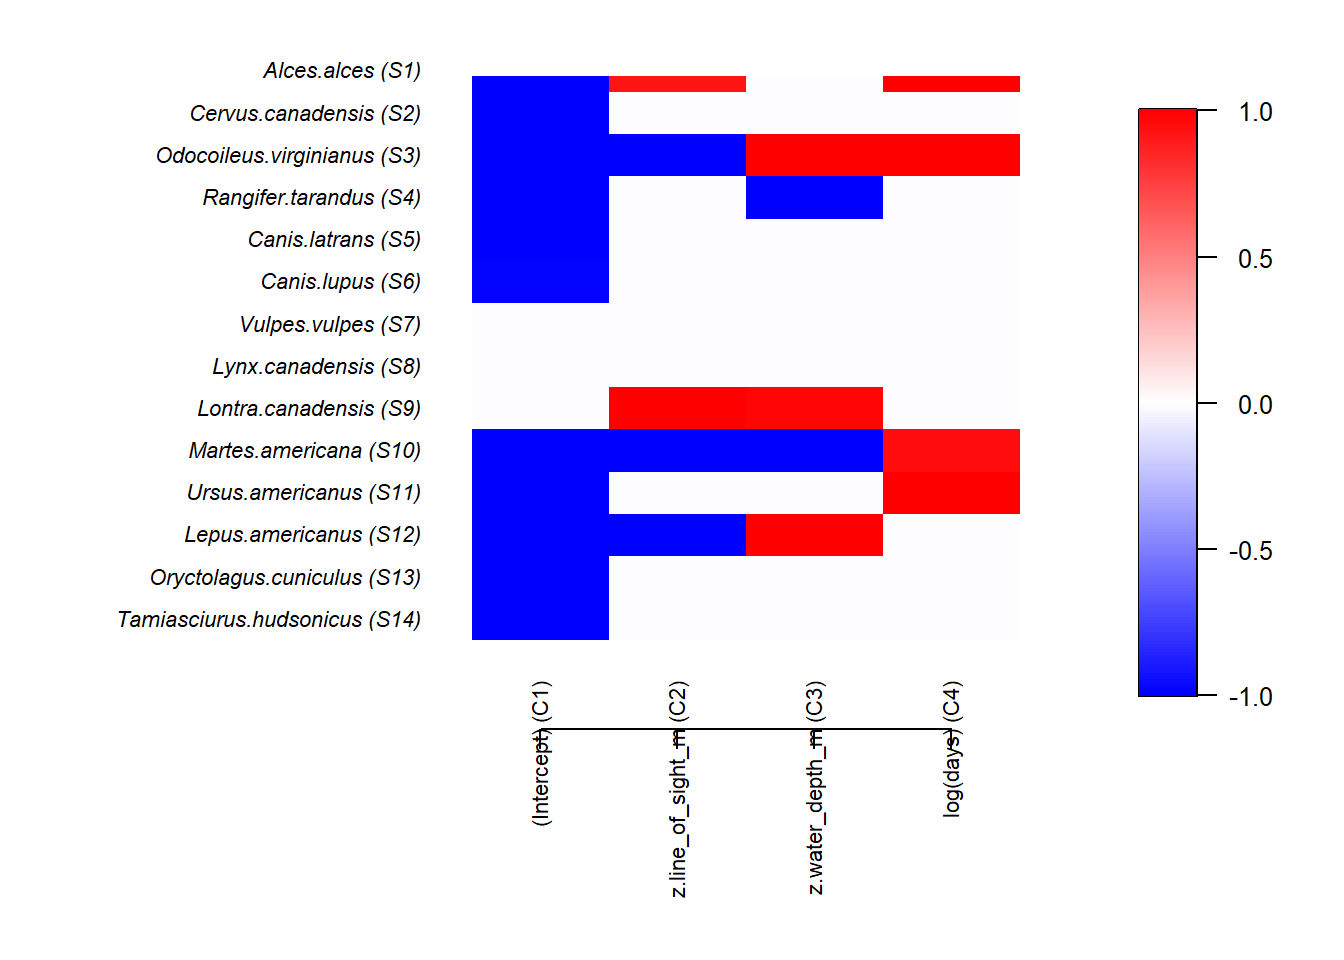 Alces.alces (S1)
Cervus.canadensis (S2)
Odocoileus.virginianus (S3)
Rangifer.tarandus (S4)
Canis.latrans (S5)
Canis.lupus (S6)
Vulpes.vulpes (S7)
Lynx.canadensis (S8)
Lontra.canadensis (S9)
Martes.americana (S10)
Ursus.americanus (S11)
Lepus.americanus (S12)
Oryctolagus.cuniculus (S13)
Tamiasciurus.hudsonicus (S14)
(Intercept) (C1)
z.line_of_sight_m (C2)
z.water_depth_m (C3)
log(days) (C4)
1.0
0.5
0.0
-0.5
-1.0